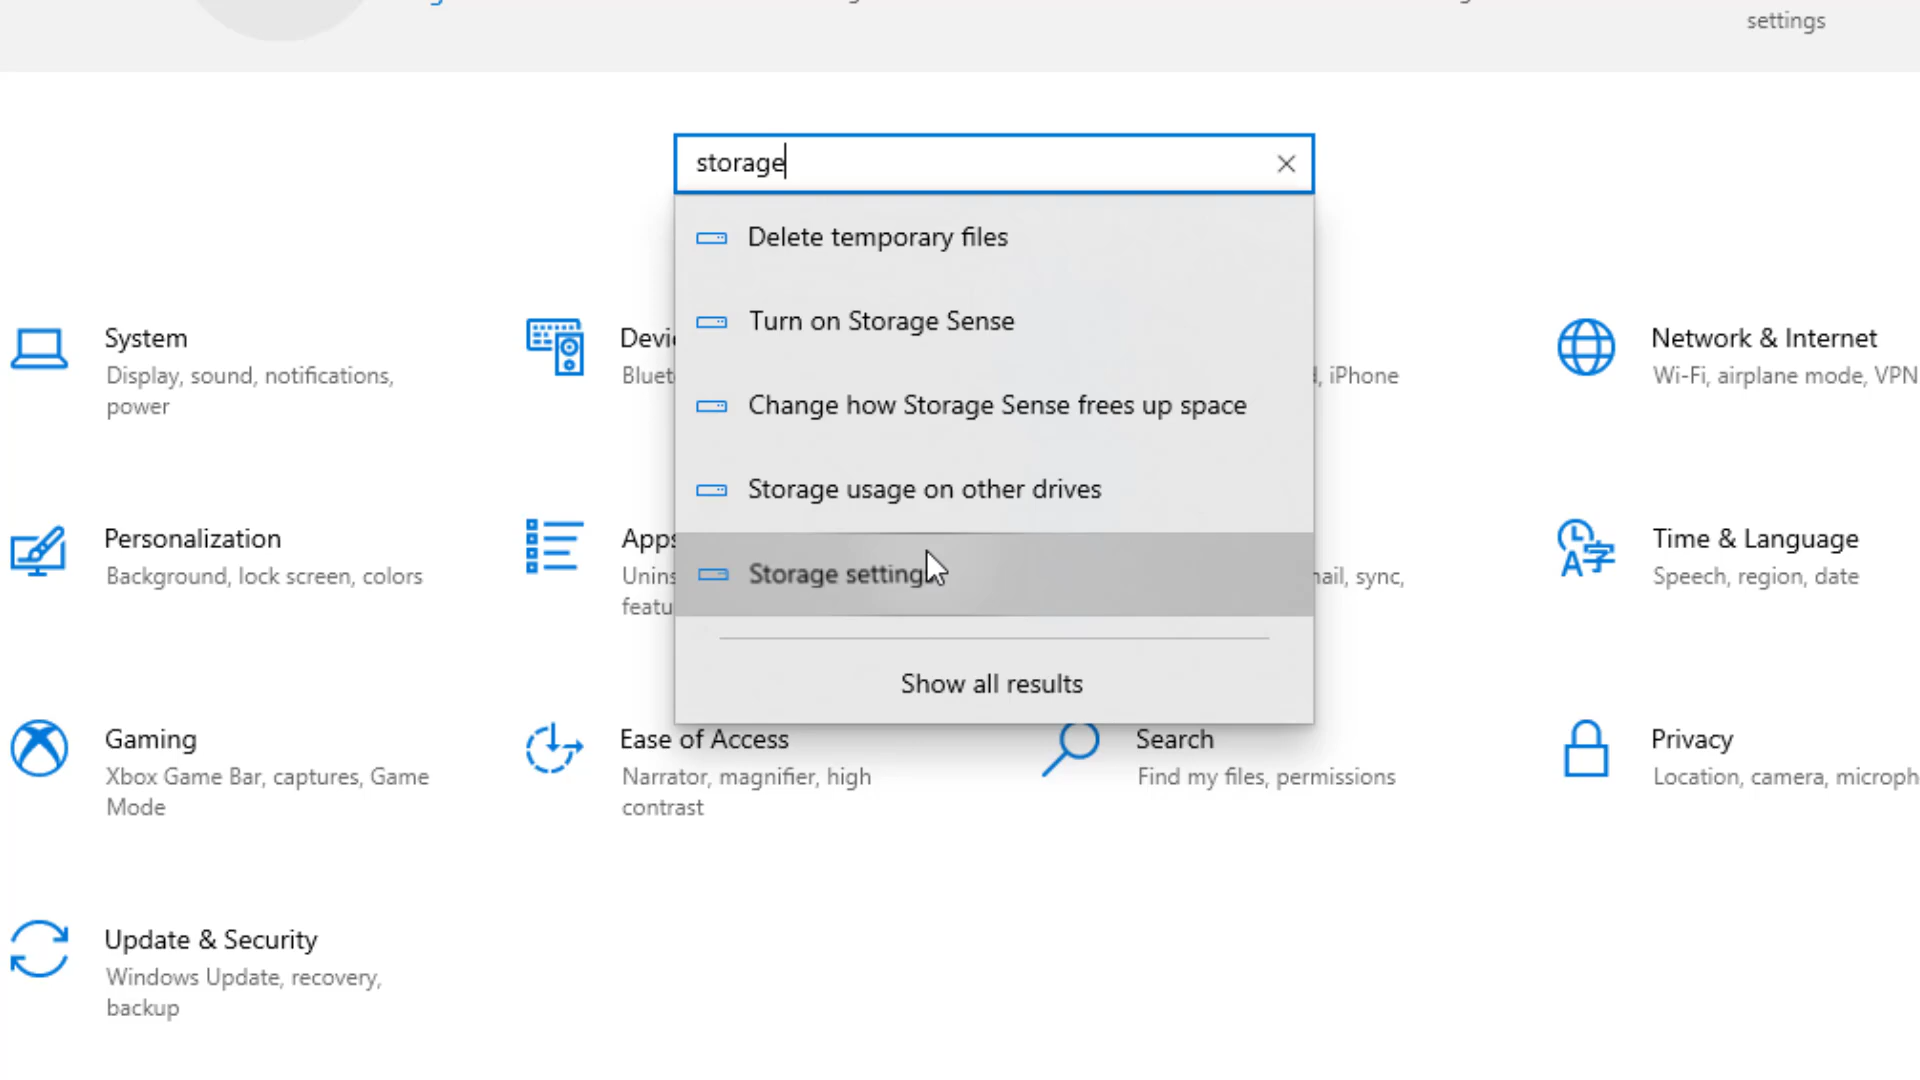 settings
storage
Delete temporary files
Turn on Storage Sense
Change how Storage Sense frees up space
Storage usage on other drives
Storage setting
Show all results
System
Display, sound, notifications,
power
iPhone
Network & Internet
Wi-Fi, airplane mode, VPN
Personalization
Background, lock screen, colors
Apps
sync,
Time & Language
Speech, region, date
Gaming
Xbox Game Bar, captures, Game
Mode
Ease of Access
Narrator, magnifier, high
contrast
Search
Find my files, permissions
Privacy
Location, camera, microph
Update & Security
Windows Update, recovery,
backup